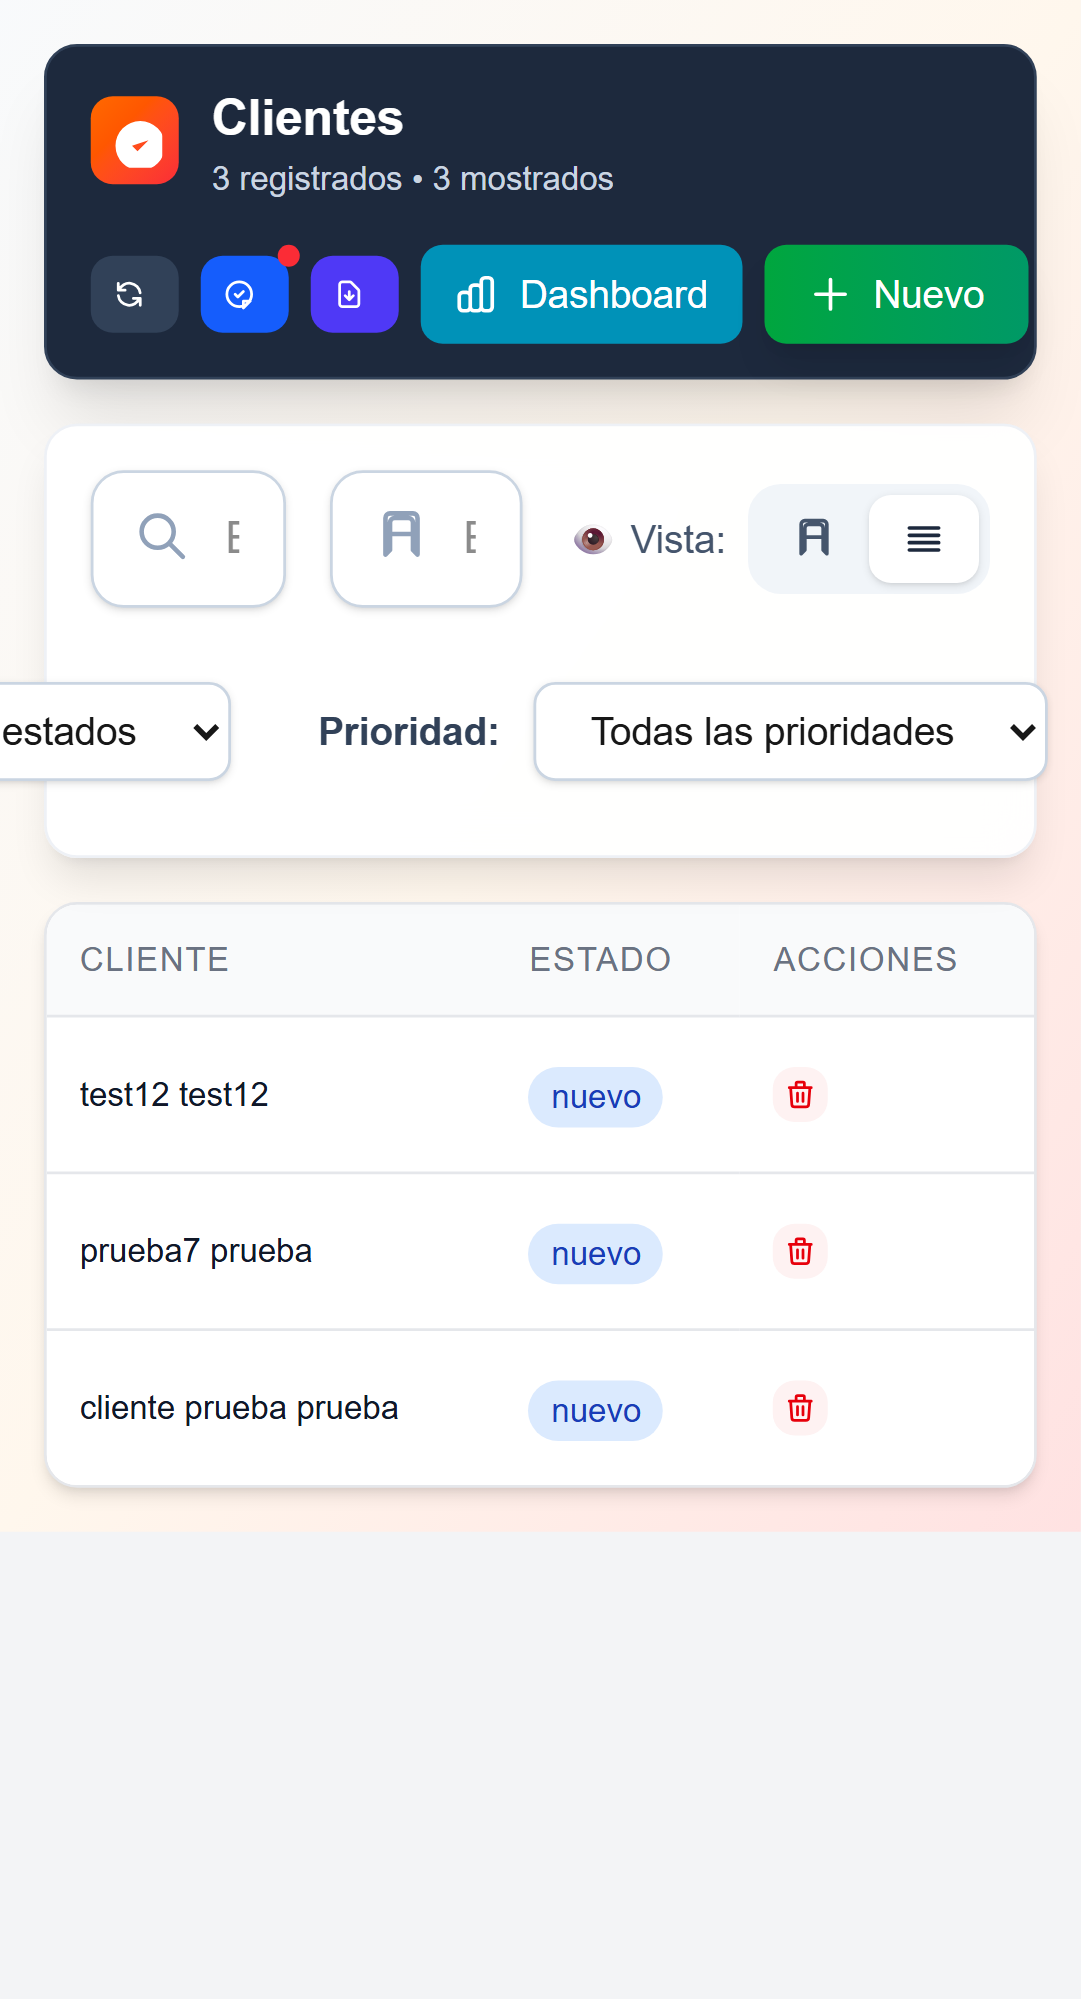 Clientes
3 registrados • 3 mostrados
Dashboard
Nuevo
Vista:
estados
Prioridad:
Todas las prioridades
CLIENTE ESTADO ACCIONES
test12 test12 nuevo
prueba7 prueba nuevo
cliente prueba prueba nuevo